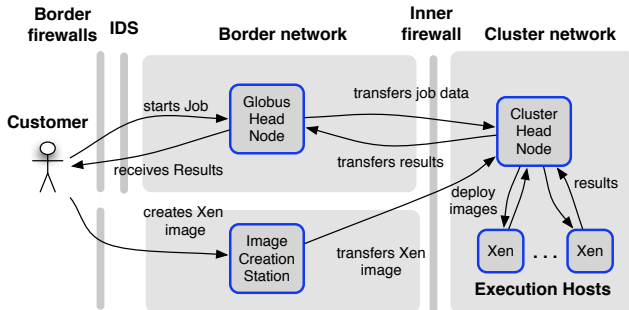 Border
firewalls
IDS
Border network
Inner
firewall
Cluster network
Customer
starts Job
Globus
Head
Node
transfers job data
Cluster
Head
Node
receives Results
transfers results
deploy
images
results
creates Xen
image
Image
Creation
Station
transfers Xen
image
Xen
. . .
Xen
Execution Hosts